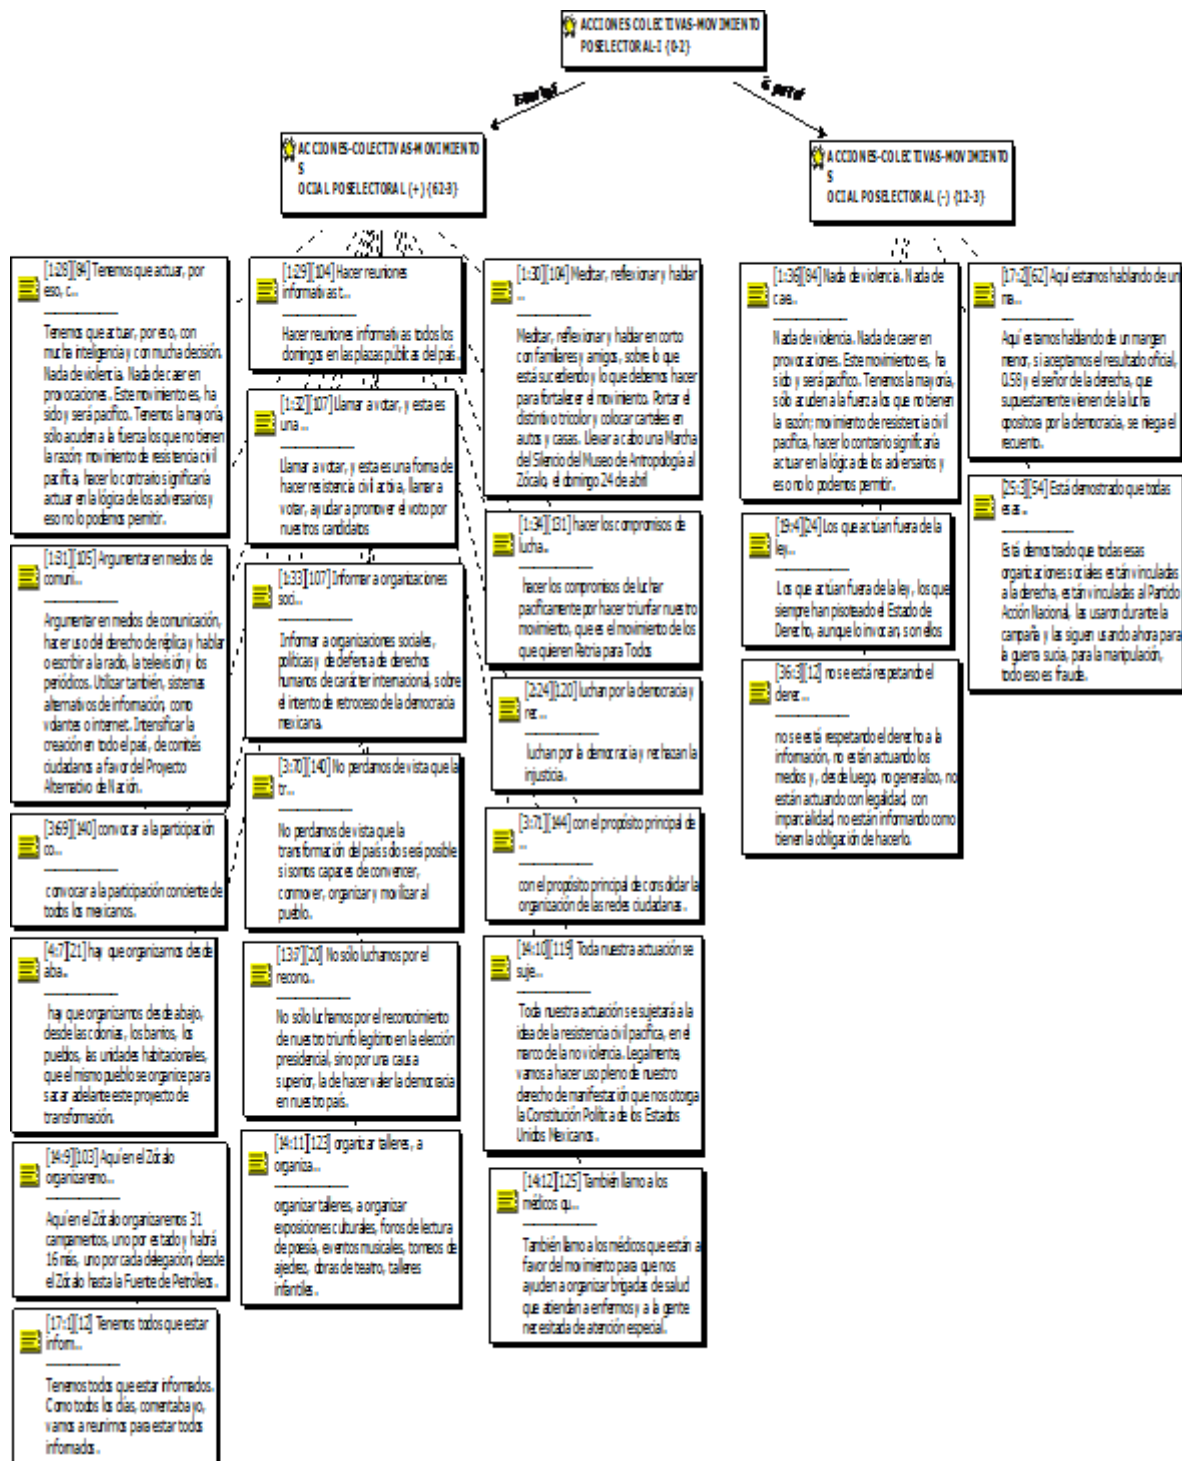 ACCIONES COLECTIVAS-MOVIMIENTO
POSELECTORAL-I {0-2}
ACCIONES-COLECTIVAS-MOVIMIENTO
S
OCIAL POSELECTORAL (+) {62-3}
ACCIONES-COLECTIVAS-MOVIMIENTO
S
OCIAL POSELECTORAL (-) {12-3}
[1:28][84] Tenemos que actuar, por
eso, c...
Tenemos que actuar, por eso, con
mucha inteligencia y con mucha decisión.
Nada de violencia. Nada de caer en
provocaciones. Este movimiento es, ha
sido y será pacífico. Tenemos la mayoría,
sólo acuden a la fuerza los que no tienen
la razón; movimiento de resistencia civil
pacífica, hacer lo contrario significaría
actuar en la lógica de los adversarios y
eso no lo podemos permitir.
[1:31][105] Argumentar en medios de
comuni...
Argumentar en medios de comunicación,
hacer uso del derecho de réplica y hablar
o escribir a la radio, la televisión y los
periódicos. Utilizar también, sistemas
alternativos de información, como
volantes o internet. Intensificar la
creación en todo el país, de comités
ciudadanos a favor del Proyecto
Alternativo de Nación.
[3:69][140] convocar a la participación
co...
convocar a la participación conciente de
todos los mexicanos.
[4:7][21] hay que organizarnos desde
aba...
hay que organizarnos desde abajo,
desde las colonias, los barrios, los
pueblos, las unidades habitacionales,
que el mismo pueblo se organice para
sacar adelante este proyecto de
transformación.
[14:9][103] Aquí en el Zócalo
organizaremo...
Aquí en el Zócalo organizaremos 31
campamentos, uno por estado y habrá
16 más, uno por cada delegación, desde
el Zócalo hasta la Fuente de Petróleos.
[17:1][12] Tenemos todos que estar
inform...
Tenemos todos que estar informados.
Como todos los días, comentaba yo,
vamos a reunirnos para estar todos
informados.
[1:29][104] Hacer reuniones
informativas t...
Hacer reuniones informativas todos los
domingos en las plazas públicas del país.
[1:32][107] Llamar a votar, y esta es
una ...
Llamar a votar, y esta es una forma de
hacer resistencia civil activa, llamar a
votar, ayudar a promover el voto por
nuestros candidatos
[1:33][107] Informar a organizaciones
soci...
Informar a organizaciones sociales,
políticas y de defensa de derechos
humanos de carácter internacional, sobre
el intento de retroceso de la democracia
mexicana.
[3:70][140] No perdamos de vista que la
tr...
No perdamos de vista que la
transformación del país sólo será posible
si somos capaces de convencer,
conmover, organizar y movilizar al
pueblo.
[13:7][20] No sólo luchamos por el
recono...
No sólo luchamos por el reconocimiento
de nuestro triunfo legítimo en la elección
presidencial, sino por una causa
superior, la de hacer valer la democracia
en nuestro país.
[14:11][123] organizar talleres, a
organiza...
organizar talleres, a organizar
exposiciones culturales, foros de lectura
de poesía, eventos musicales, torneos de
ajedrez, obras de teatro, talleres
infantiles.
[1:30][104] Meditar, reflexionar y hablar
...
Meditar, reflexionar y hablar en corto
con familiares y amigos, sobre lo que
está sucediendo y lo que debemos hacer
para fortalecer el movimiento. Portar el
distintivo tricolor y colocar carteles en
autos y casas. Llevar a cabo una Marcha
del Silencio del Museo de Antropología al
Zócalo, el domingo 24 de abril
[1:34][131] hacer los compromisos de
lucha...
hacer los compromisos de luchar
pacíficamente por hacer triunfar nuestro
movimiento, que es el movimiento de los
que quieren Patria para Todos
[2:24][120] luchan por la democracia y
rec...
luchan por la democracia y rechazan la
injusticia.
[3:71][144] con el propósito principal de
...
con el propósito principal de consolidar la
organización de las redes ciudadanas.
[14:10][119] Toda nuestra actuación se
suje...
Toda nuestra actuación se sujetará a la
idea de la resistencia civil pacífica, en el
marco de la no violencia. Legalmente,
vamos a hacer uso pleno de nuestro
derecho de manifestación que nos otorga
la Constitución Política de los Estados
Unidos Mexicanos.
[14:12][125] También llamo a los
médicos qu...
También llamo a los médicos que están a
favor del movimiento para que nos
ayuden a organizar brigadas de salud
que atiendan a enfermos y a la gente
necesitada de atención especial.
[1:36][84] Nada de violencia. Nada de
cae...
Nada de violencia. Nada de caer en
provocaciones. Este movimiento es, ha
sido y será pacífico. Tenemos la mayoría,
sólo acuden a la fuerza los que no tienen
la razón; movimiento de resistencia civil
pacífica, hacer lo contrario significaría
actuar en la lógica de los adversarios y
eso no lo podemos permitir.
[19:4][24] Los que actúan fuera de la
ley...
Los que actúan fuera de la ley, los que
siempre han pisoteado el Estado de
Derecho, aunque lo invocan, son ellos
[36:3][12] no se está respetando el
derec...
no se está respetando el derecho a la
información, no están actuando los
medios y, desde luego, no generalizo, no
están actuando con legalidad, con
imparcialidad, no están informando como
tienen la obligación de hacerlo.
[17:2][62] Aquí estamos hablando de un
ma...
Aquí estamos hablando de un margen
menor, si aceptamos el resultado oficial,
0.58 y el señor de la derecha, que
supuestamente vienen de la lucha
opositora por la democracia, se niega el
recuento.
[25:3][54] Está demostrado que todas
esas...
Está demostrado que todas esas
organizaciones sociales están vinculadas
a la derecha, están vinculadas al Partido
Acción Nacional, las usaron durante la
campaña y las siguen usando ahora para
la guerra sucia, para la manipulación,
todo eso es fraude.